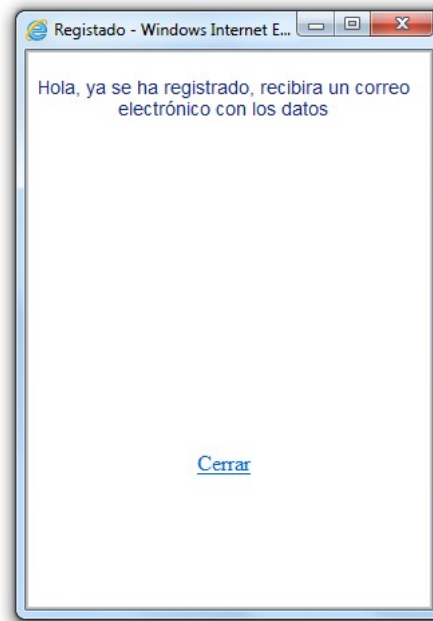 Registado - Windows Internet E...
Hola, ya se ha registrado, recibira un correo
electrónico con los datos
Cerrar